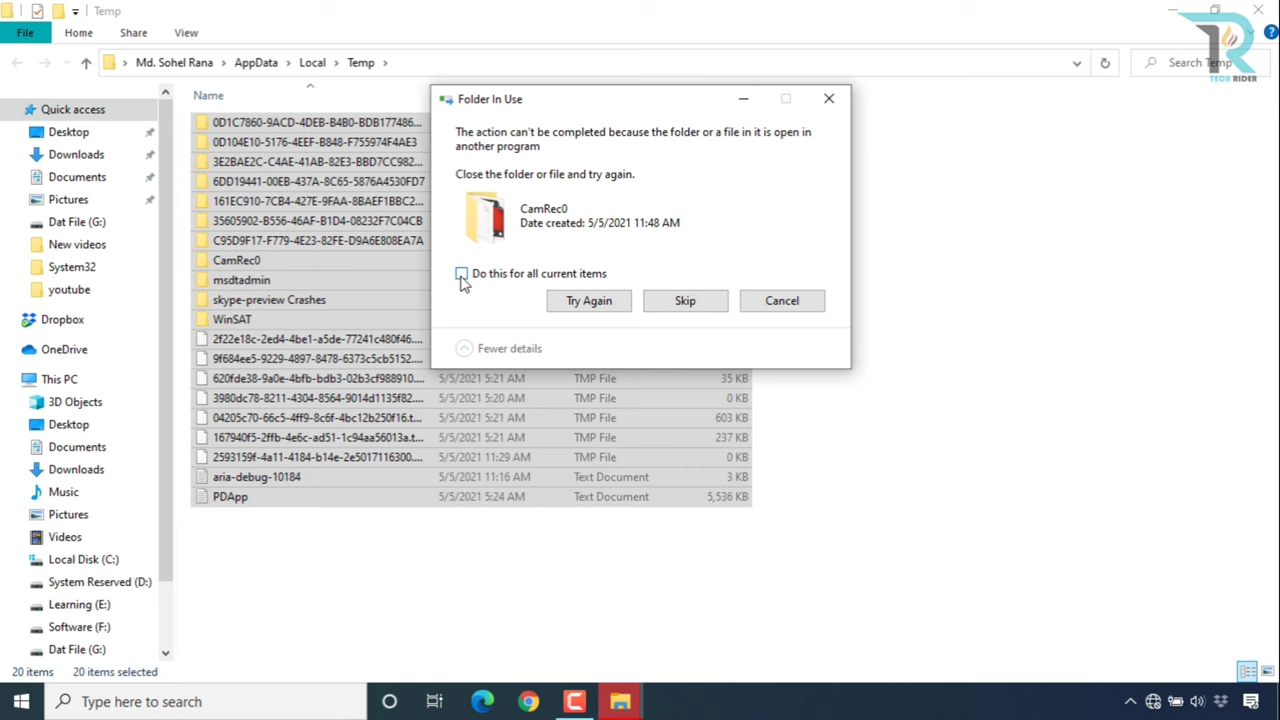 Temp
File
Home
Share
View
Md. Sohel Rana
AppData
Local
Temp
Search Temp
TR
TECH RIDER
Name
Quick access
Desktop
Downloads
Documents
Pictures
Dat File (G:)
New videos
System32
youtube
Dropbox
OneDrive
This PC
3D Objects
Desktop
Documents
Downloads
Music
Pictures
Videos
Local Disk (C:)
System Reserved (D:)
Learning (E:)
Software (F:)
Dat File (G:)
0D1C7860-9ACD-4DEB-B4B0-BDB177486...
0D104E10-5176-4EEF-B848-F755974F4AE3
3E2BAE2C-C4AE-41AB-82E3-BBD7CC982...
6DD19441-00EB-437A-8C65-5876A4530FD7
161EC910-7CB4-427E-9FAA-8BAEF1BBC2...
35605902-B556-46AF-B1D4-08232F7C04CB
C95D9F17-F779-4E23-82FE-D9A6E808EA7A
CamRec0
msdtadmin
skype-preview Crashes
WinSAT
2f22e18c-2ed4-4be1-a5de-77241c480f46....
9f684ee5-9229-4897-8478-6373c5cb5152....
620fde38-9a0e-4bfb-bdb3-02b3cf988910.... 5/5/2021 5:21 AM TMP File 35 KB
3980dc78-8211-4304-8564-9014d1135f82.... 5/5/2021 5:20 AM TMP File 0 KB
04205c70-66c5-4ff9-8c6f-4bc12b250f16.t... 5/5/2021 5:21 AM TMP File 603 KB
167940f5-2ffb-4e6c-ad51-1c94aa56013a.t... 5/5/2021 5:21 AM TMP File 237 KB
2593159f-4a11-4184-b14e-2e5017116300.... 5/5/2021 11:29 AM TMP File 0 KB
aria-debug-10184 5/5/2021 11:16 AM Text Document 3 KB
PDApp 5/5/2021 5:24 AM Text Document 5,536 KB
Folder In Use
The action can't be completed because the folder or a file in it is open in
another program
Close the folder or file and try again.
CamRec0
Date created: 5/5/2021 11:48 AM
Do this for all current items
Try Again
Skip
Cancel
Fewer details
20 items
20 items selected
Type here to search